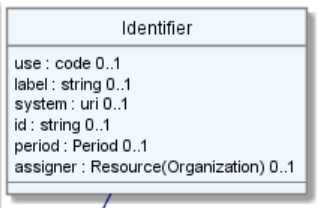 Identifier
use : code 0..1
label : string 0..1
system : uri 0..1
id : string 0..1
period : Period 0..1
assigner : Resource(Organization) 0..1